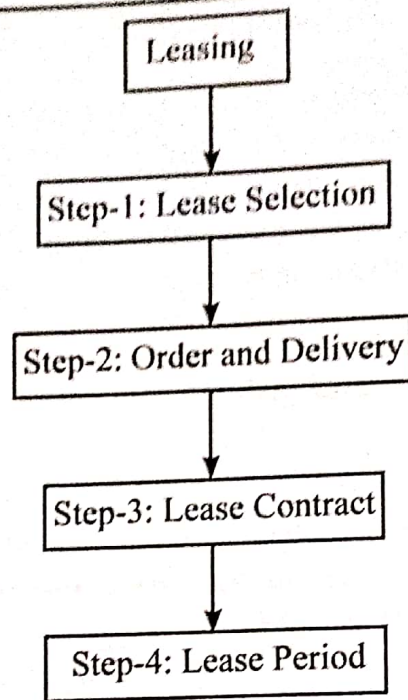 Leasing
Step-1: Lease Selection
Step-2: Order and Delivery
Step-3: Lease Contract
Step-4: Lease Period